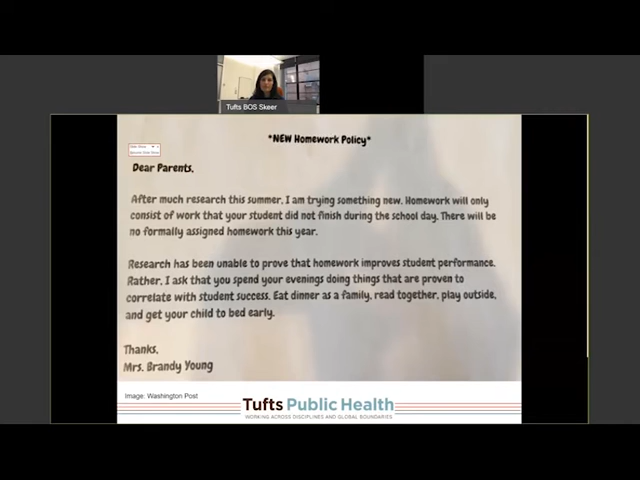 Tufts BOS Skeer
*NEW Homework Policy*
Dear Parents,
After much research this summer, I am trying something new. Homework will only
consist of work that your student did not finish during the school day. There will be
no formally assigned homework this year.
Research has been unable to prove that homework improves student performance.
Rather, I ask that you spend your evenings doing things that are proven to
correlate with student success. Eat dinner as a family, read together, play outside,
and get your child to bed early.
Thanks,
Mrs. Brandy Young
Image: Washington Post
Tufts Public Health
WORKING ACROSS DISCIPLINES AND GLOBAL BOUNDARIES